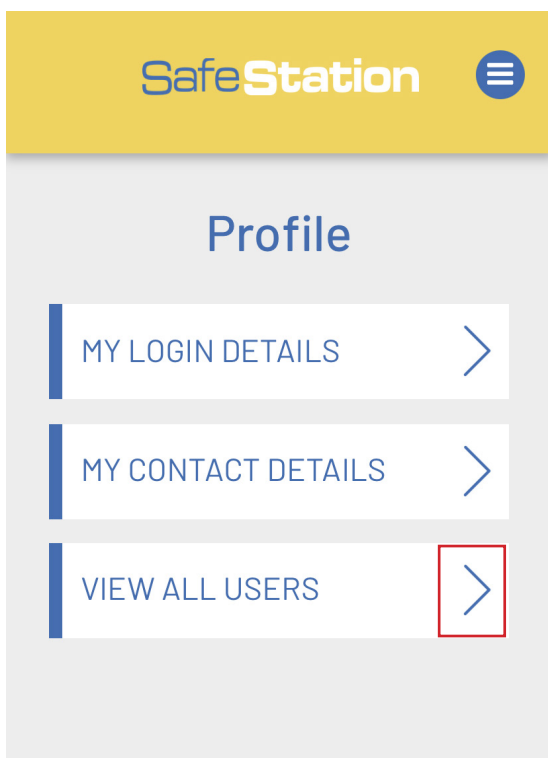 SafeStation
Profile
MY LOGIN DETAILS
MY CONTACT DETAILS
VIEW ALL USERS